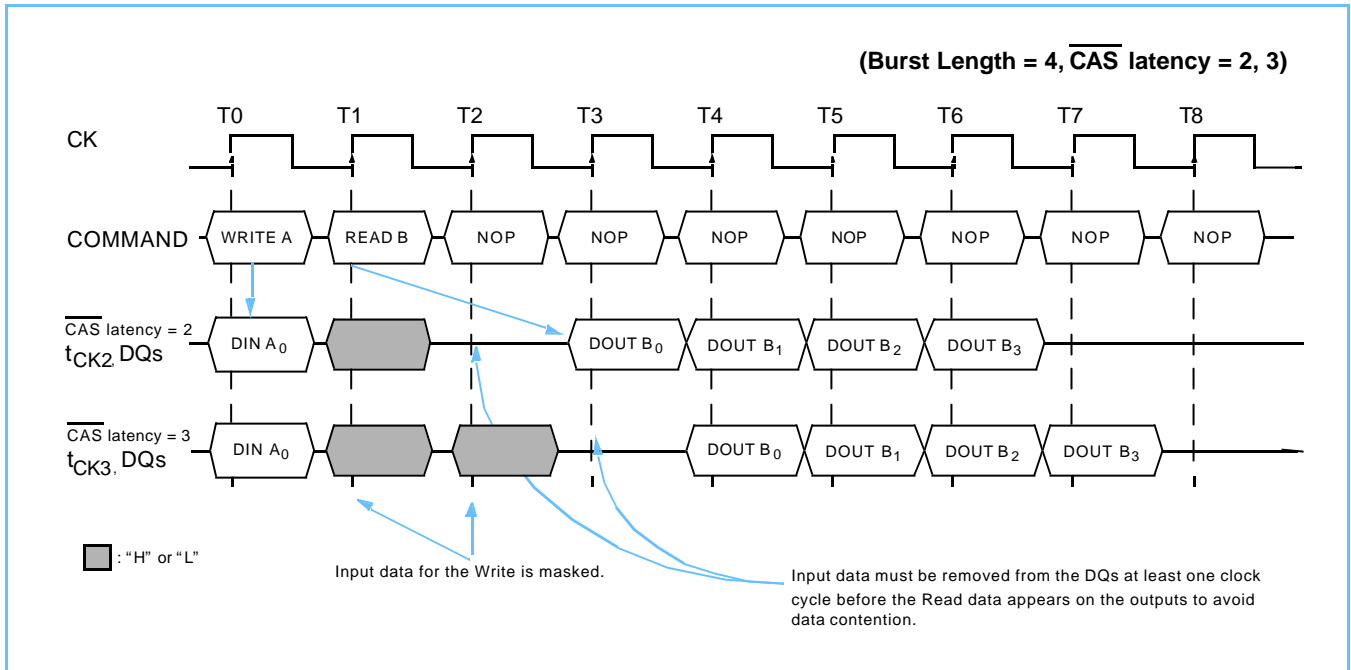 (Burst Length = 4, CAS latency = 2, 3)
T0 T1 T2 T3 T4 T5 T6 T7 T8
CK
COMMAND WRITE A READ B NOP NOP NOP NOP NOP NOP NOP
CAS latency = 2
tCK2, DQs DIN A0 DOUT B0 DOUT B1 DOUT B2 DOUT B3
CAS latency = 3
tCK3, DQs DIN A0 DOUT B0 DOUT B1 DOUT B2 DOUT B3
: “H” or “L”
Input data for the Write is masked.
Input data must be removed from the DQs at least one clock
cycle before the Read data appears on the outputs to avoid
data contention.